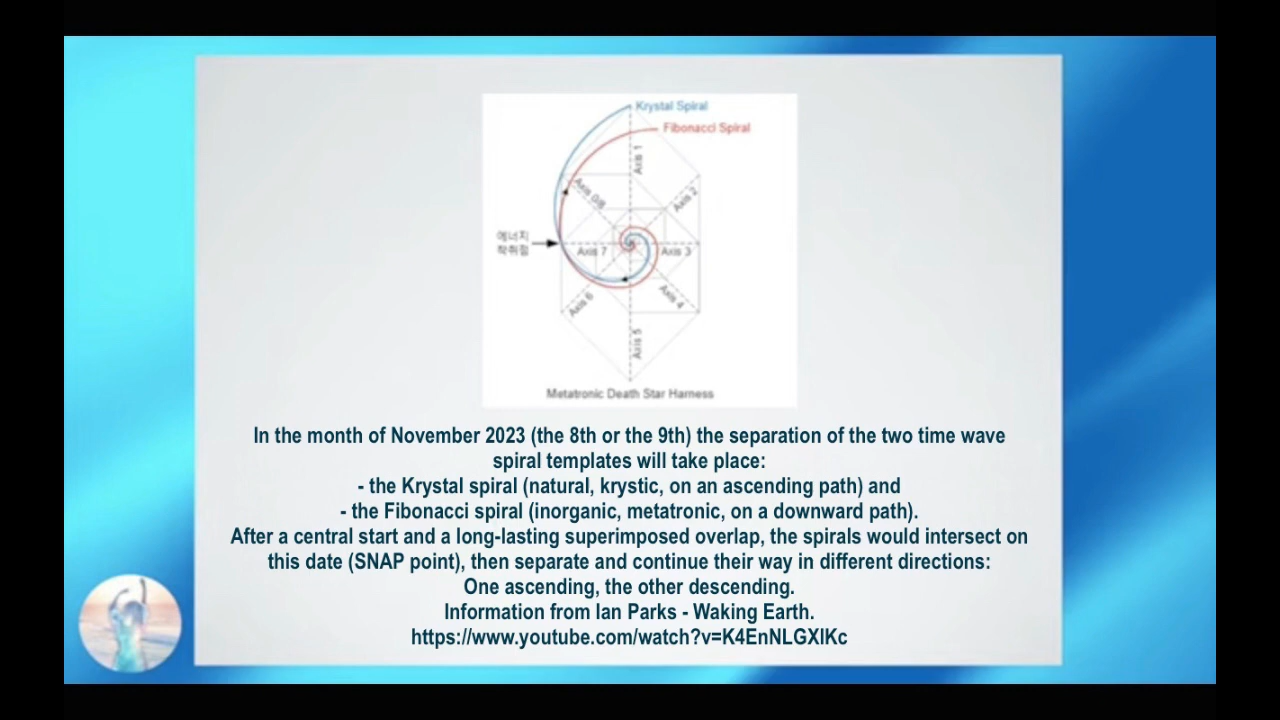 Krystal Spiral
Fibonacci Spiral
Axis 1
Axis 0/8
Axis 2
에너지
착취점
Axis 7
Axis 3
Axis 6
Axis 4
Axis 5
Metatronic Death Star Harness
In the month of November 2023 (the 8th or the 9th) the separation of the two time wave
spiral templates will take place:
- the Krystal spiral (natural, krystic, on an ascending path) and
- the Fibonacci spiral (inorganic, metatronic, on a downward path).
After a central start and a long-lasting superimposed overlap, the spirals would intersect on
this date (SNAP point), then separate and continue their way in different directions:
One ascending, the other descending.
Information from Ian Parks - Waking Earth.
https://www.youtube.com/watch?v=K4EnNLGXlKc